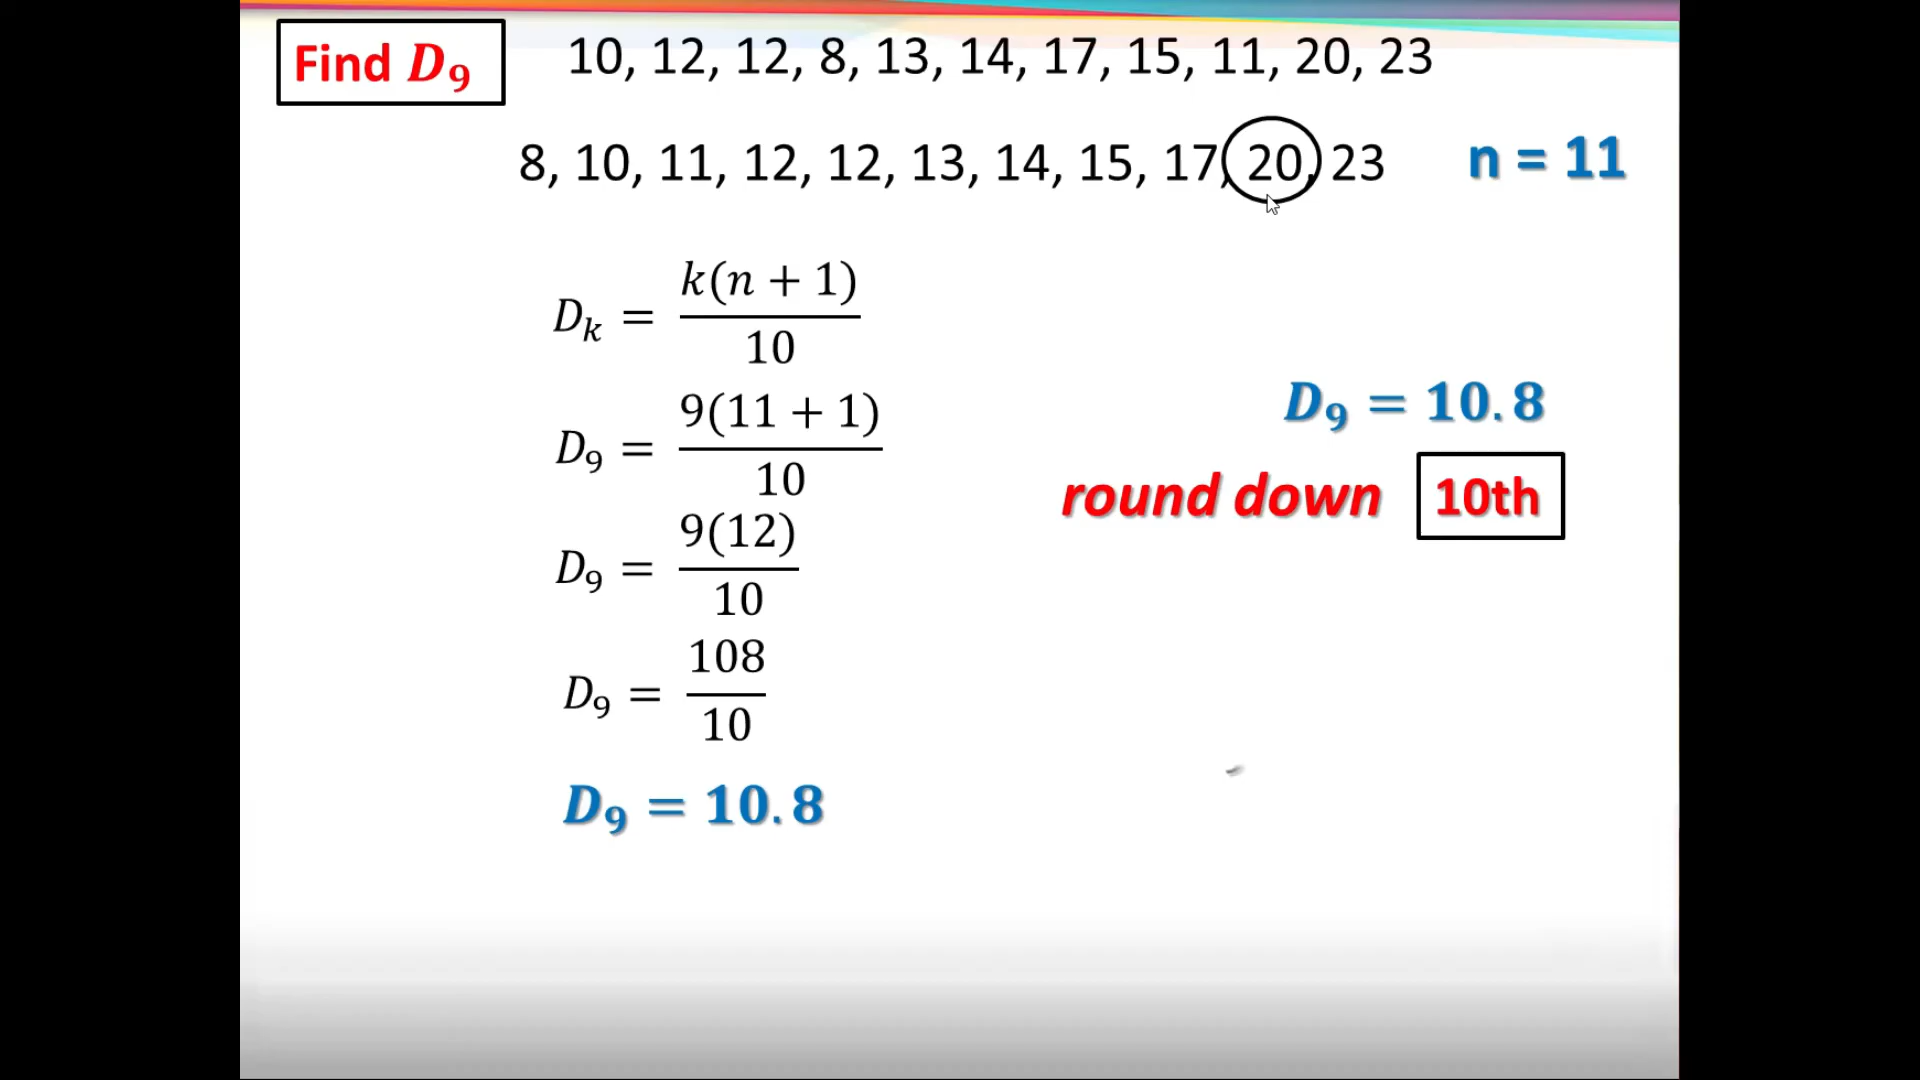 Find D₉
10, 12, 12, 8, 13, 14, 17, 15, 11, 20, 23
8, 10, 11, 12, 12, 13, 14, 15, 17, 20, 23
n = 11
Dₖ = k(n + 1)/10
D₉ = 9(11 + 1)/10
D₉ = 9(12)/10
D₉ = 108/10
D₉ = 10.8
D₉ = 10.8
round down
10th